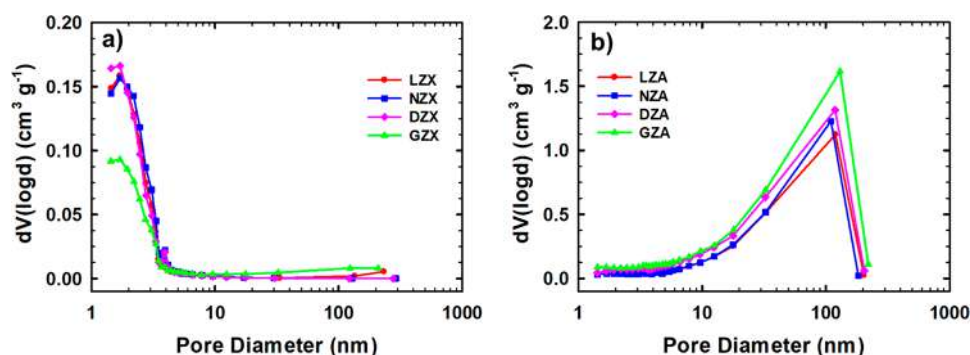 a)
0.20
0.15
0.10
0.05
0.00
dV(logd) (cm³ g⁻¹)
LZX
NZX
DZX
GZX
1 10 100 1000
Pore Diameter (nm)
b)
2.0
1.5
1.0
0.5
0.0
dV(logd) (cm³ g⁻¹)
LZA
NZA
DZA
GZA
1 10 100 1000
Pore Diameter (nm)